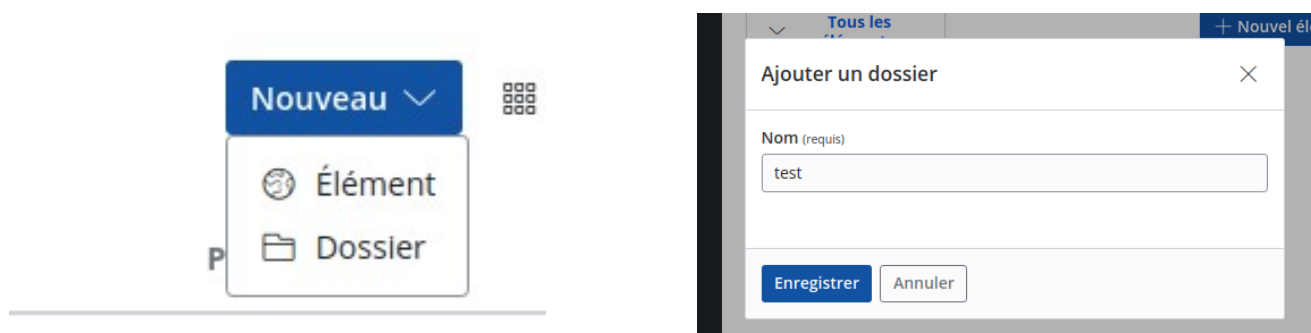 Nouveau
Élément
Dossier
P
Tous les
+ Nouvel él
Ajouter un dossier
Nom (requis)
test
Enregistrer
Annuler